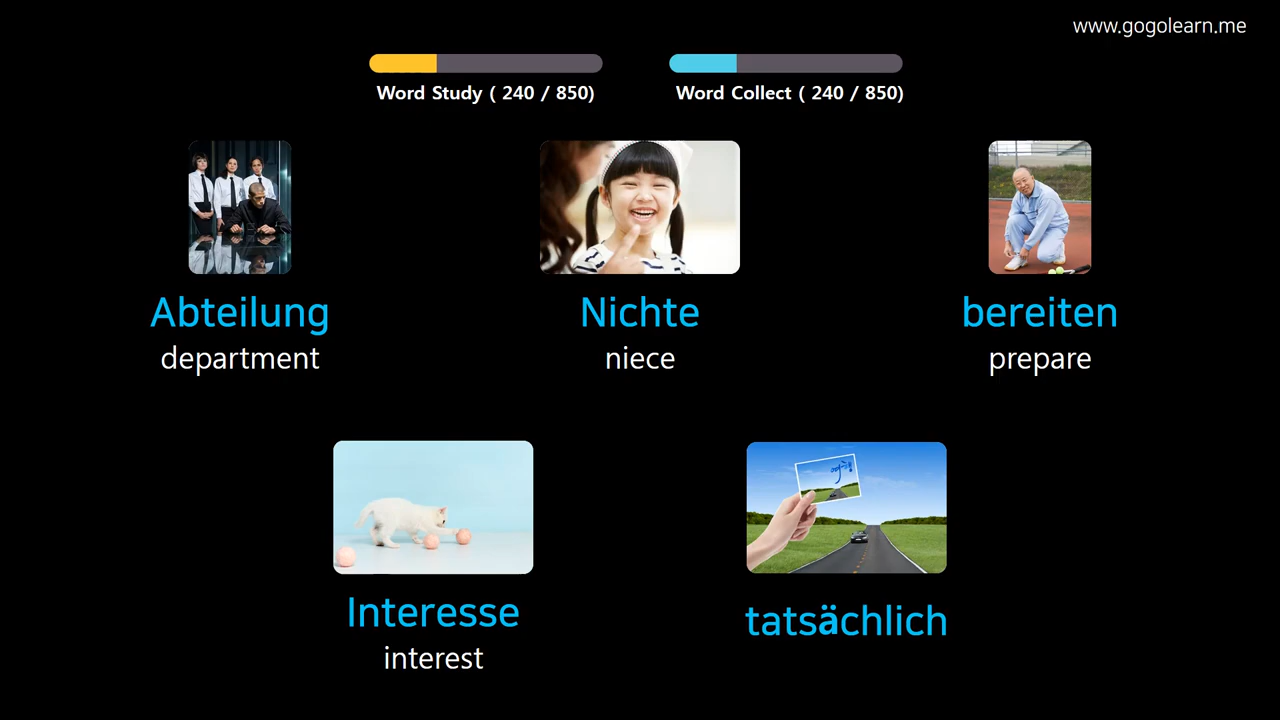 www.gogolearn.me
Word Study ( 240 / 850)
Word Collect ( 240 / 850)
Abteilung
department
Nichte
niece
bereiten
prepare
Interesse
interest
tatsächlich